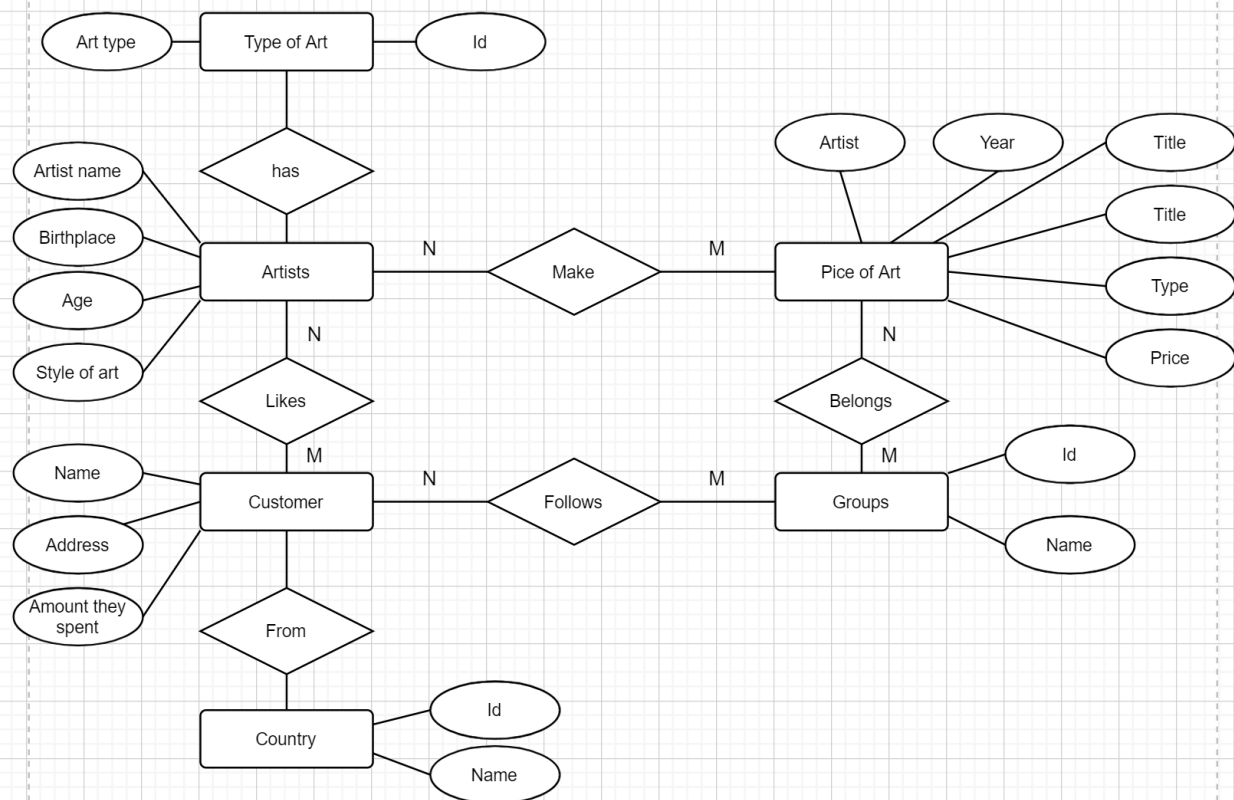 Art type
Type of Art
Id
Artist
Year
Title
has
Artist name
Title
Birthplace
N
M
Artists
Make
Pice of Art
Type
Age
N
N
Price
Style of art
Likes
Belongs
M
M
Id
Name
N
M
Customer
Follows
Groups
Address
Name
Amount they
spent
From
Id
Country
Name